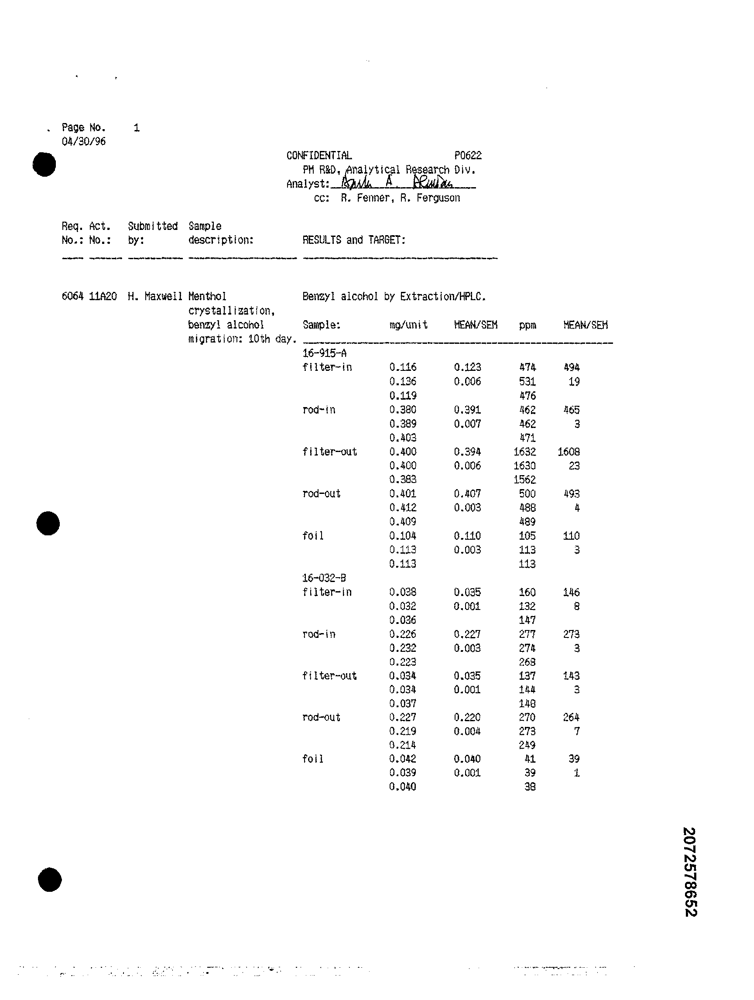 Page No. 1
04/30/96
CONFIDENTIAL P0622
PM R&D, Analytical Research Div.
Analyst:
cc: R. Fenner, R. Ferguson
Req. Act. Submitted Sample
No.: No.: by: description: RESULTS and TARGET:
6064 11A20 H. Maxwell Menthol Benzyl alcohol by Extraction/HPLC.
crystallization,
benzyl alcohol Sample: mg/unit MEAN/SEM ppm MEAN/SEM
migration: 10th day.
16-915-A
filter-in 0.116 0.123 474 494
0.136 0.006 531 19
0.119 476
rod-in 0.380 0.391 462 465
0.389 0.007 462 3
0.403 471
filter-out 0.400 0.394 1632 1608
0.400 0.006 1630 23
0.383 1562
rod-out 0.401 0.407 500 493
0.412 0.003 488 4
0.409 489
foil 0.104 0.110 105 110
0.113 0.003 113 3
0.113 113
16-032-B
filter-in 0.038 0.035 160 146
0.032 0.001 132 8
0.036 147
rod-in 0.226 0.227 277 273
0.232 0.003 274 3
0.223 268
filter-out 0.034 0.035 137 143
0.034 0.001 144 3
0.037 148
rod-out 0.227 0.220 270 264
0.219 0.004 273 7
0.214 249
foil 0.042 0.040 41 39
0.039 0.001 39 1
0.040 38
2072578652